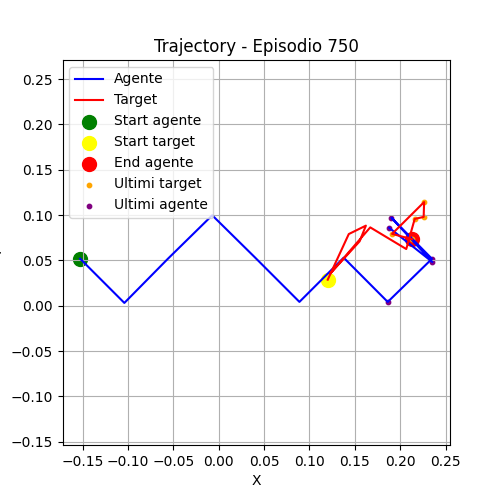 Trajectory - Episodio 750
0.25
0.20
0.15
0.10
0.05
0.00
−0.05
−0.10
−0.15
Agente
Target
Start agente
Start target
End agente
Ultimi target
Ultimi agente
−0.15 −0.10 −0.05 0.00 0.05 0.10 0.15 0.20 0.25
X